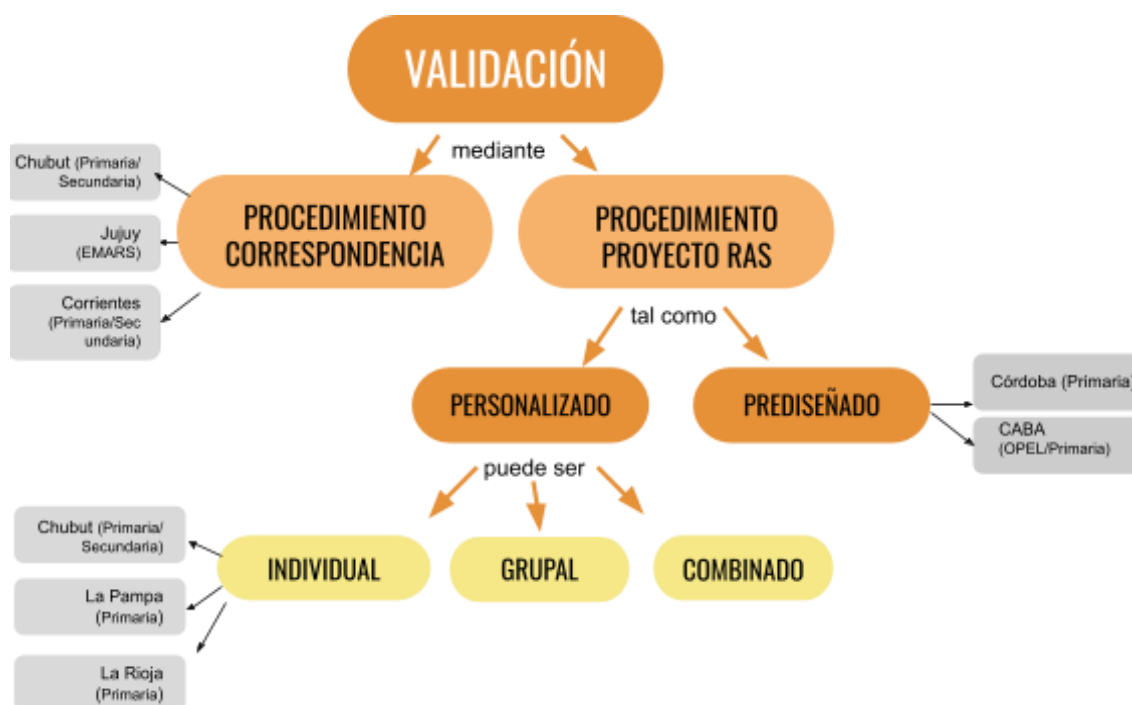 VALIDACIÓN
mediante
Chubut (Primaria/
Secundaria)
Jujuy
(EMARS)
Corrientes
(Primaria/Sec
undaria)
PROCEDIMIENTO
CORRESPONDENCIA
PROCEDIMIENTO
PROYECTO RAS
tal como
PERSONALIZADO
PREDISEÑADO
Córdoba (Primaria)
CABA
(OPEL/Primaria)
puede ser
Chubut (Primaria/
Secundaria)
La Pampa
(Primaria)
La Rioja
(Primaria)
INDIVIDUAL
GRUPAL
COMBINADO